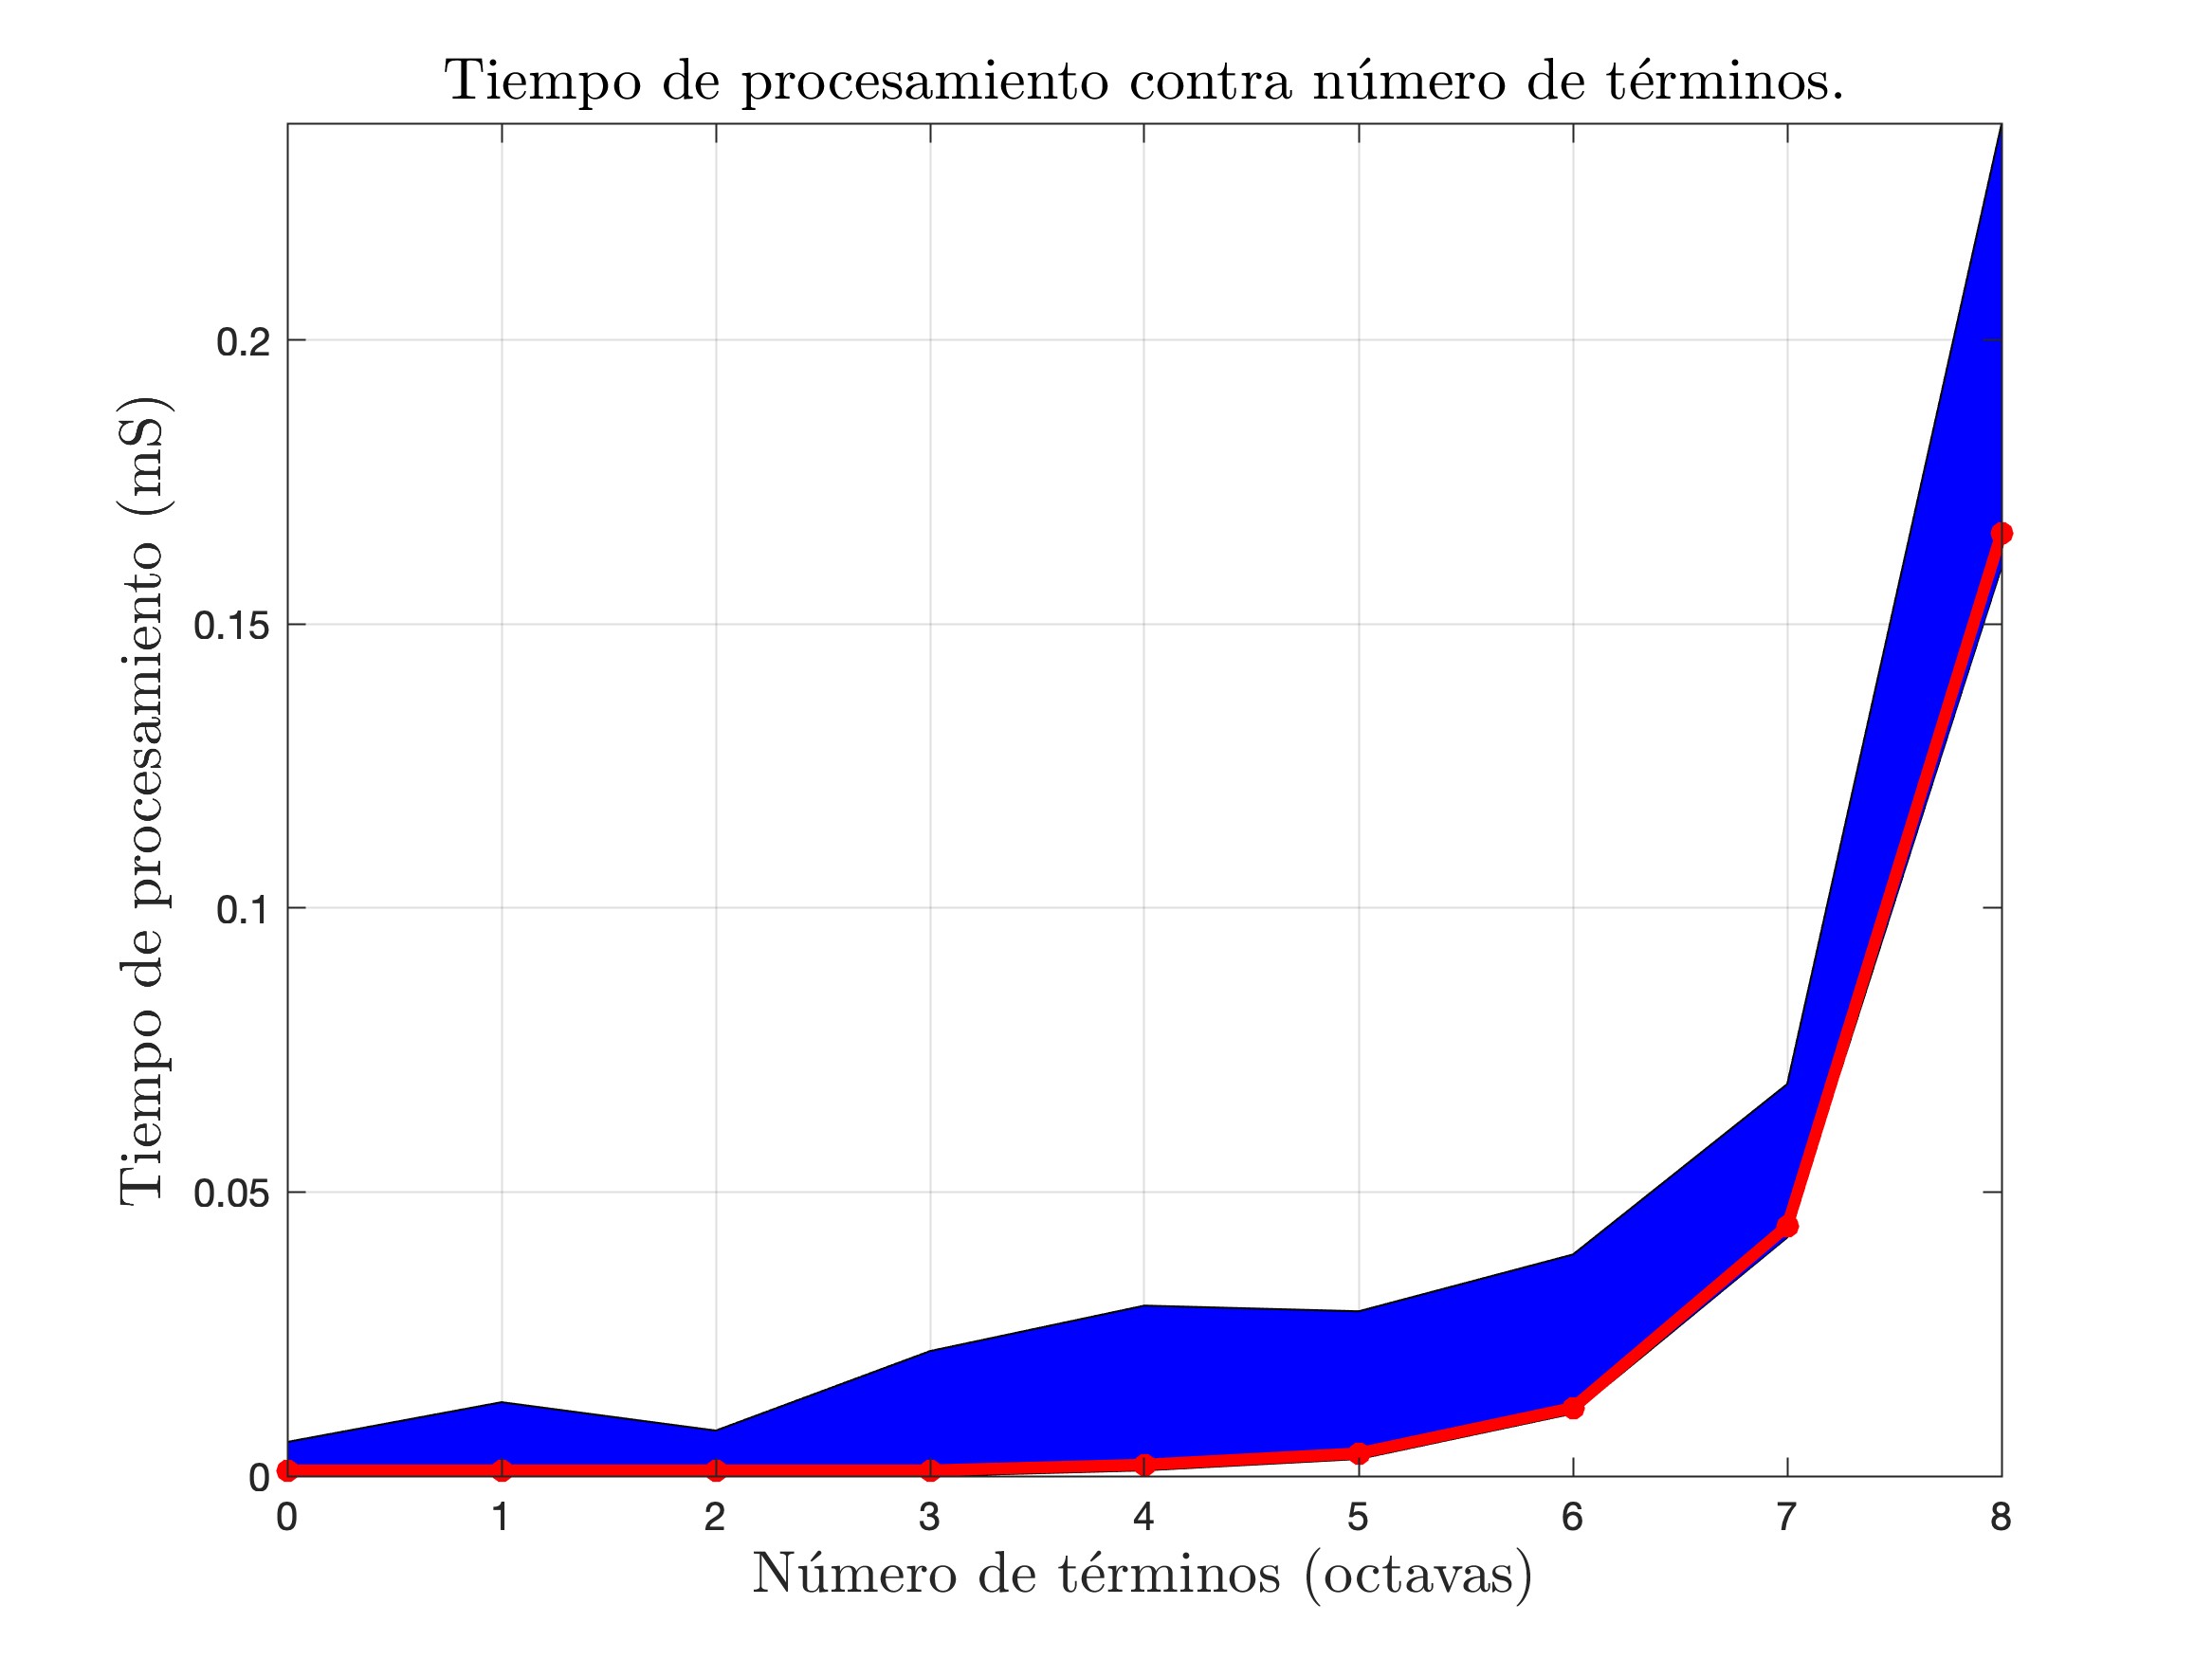 Tiempo de procesamiento contra número de términos.
Tiempo de procesamiento (mS)
0.2
0.15
0.1
0.05
0
0 1 2 3 4 5 6 7 8
Número de términos (octavas)